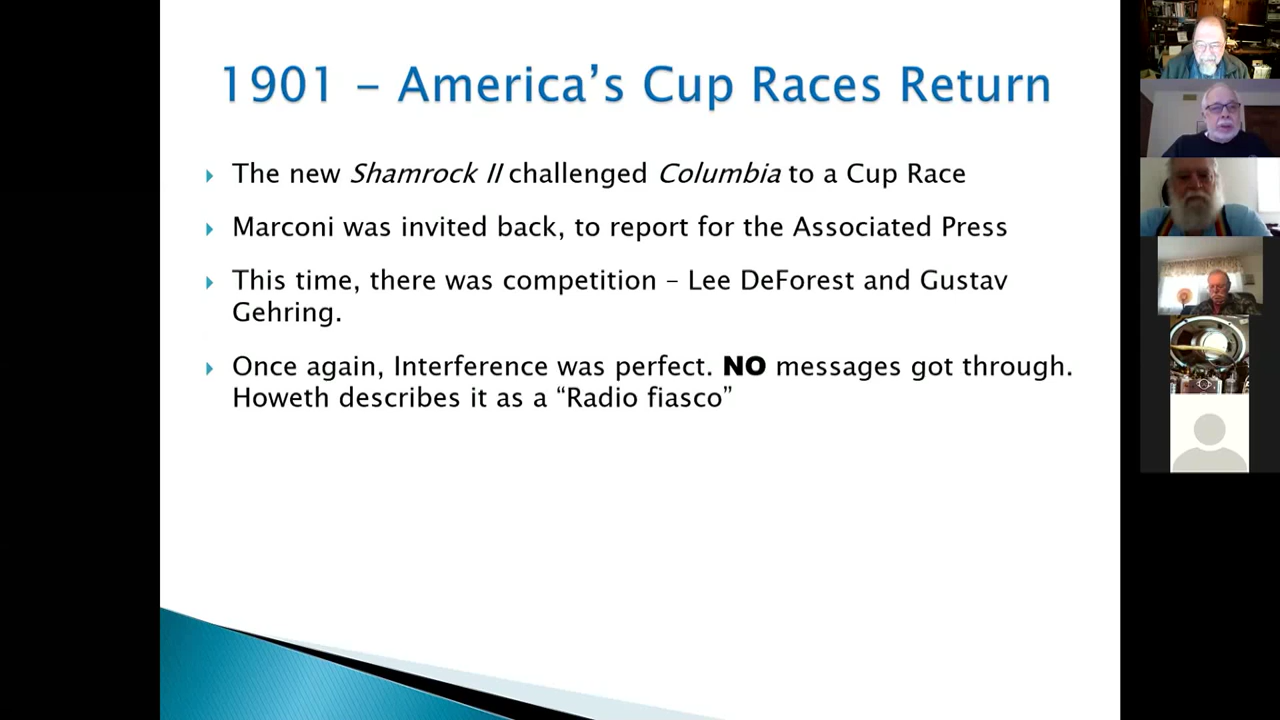 1901 – America’s Cup Races Return
The new Shamrock II challenged Columbia to a Cup Race
Marconi was invited back, to report for the Associated Press
This time, there was competition – Lee DeForest and Gustav
Gehring.
Once again, Interference was perfect. NO messages got through.
Howeth describes it as a “Radio fiasco”